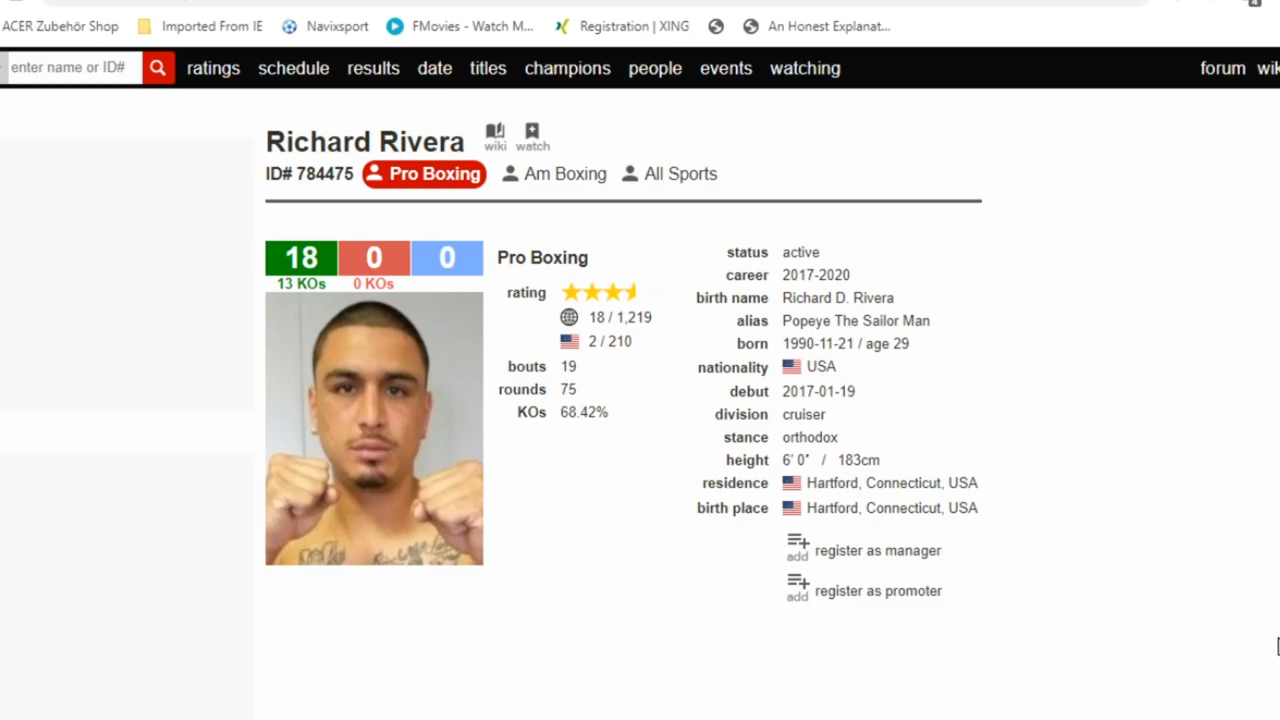 ACER Zubehör Shop Imported From IE Navixsport FMovies - Watch M... Registration | XING An Honest Explanat...
enter name or ID# ratings schedule results date titles champions people events watching forum wik
Richard Rivera wiki watch
ID# 784475 Pro Boxing Am Boxing All Sports
18 0 0
13 KOs 0 KOs
Pro Boxing
rating
18 / 1,219
2 / 210
bouts 19
rounds 75
KOs 68.42%
status active
career 2017-2020
birth name Richard D. Rivera
alias Popeye The Sailor Man
born 1990-11-21 / age 29
nationality USA
debut 2017-01-19
division cruiser
stance orthodox
height 6′ 0″ / 183cm
residence Hartford, Connecticut, USA
birth place Hartford, Connecticut, USA
add register as manager
add register as promoter